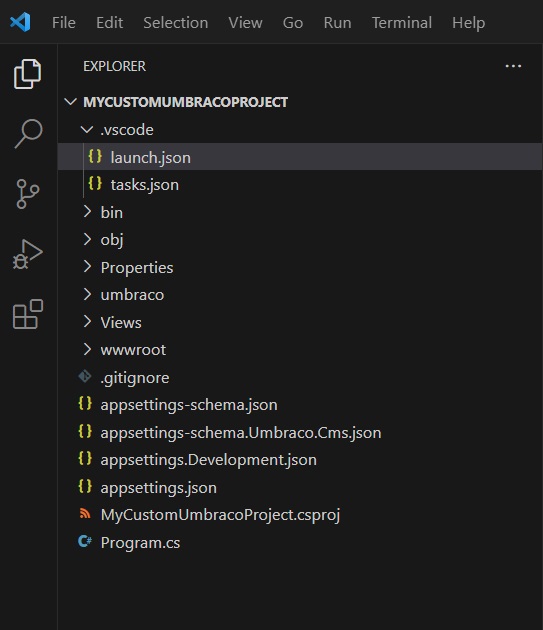 File Edit Selection View Go Run Terminal Help
EXPLORER
MYCUSTOMUMBRACOPROJECT
.vscode
{} launch.json
{} tasks.json
bin
obj
Properties
umbraco
Views
wwwroot
.gitignore
{} appsettings-schema.json
{} appsettings-schema.Umbraco.Cms.json
{} appsettings.Development.json
{} appsettings.json
MyCustomUmbracoProject.csproj
C# Program.cs